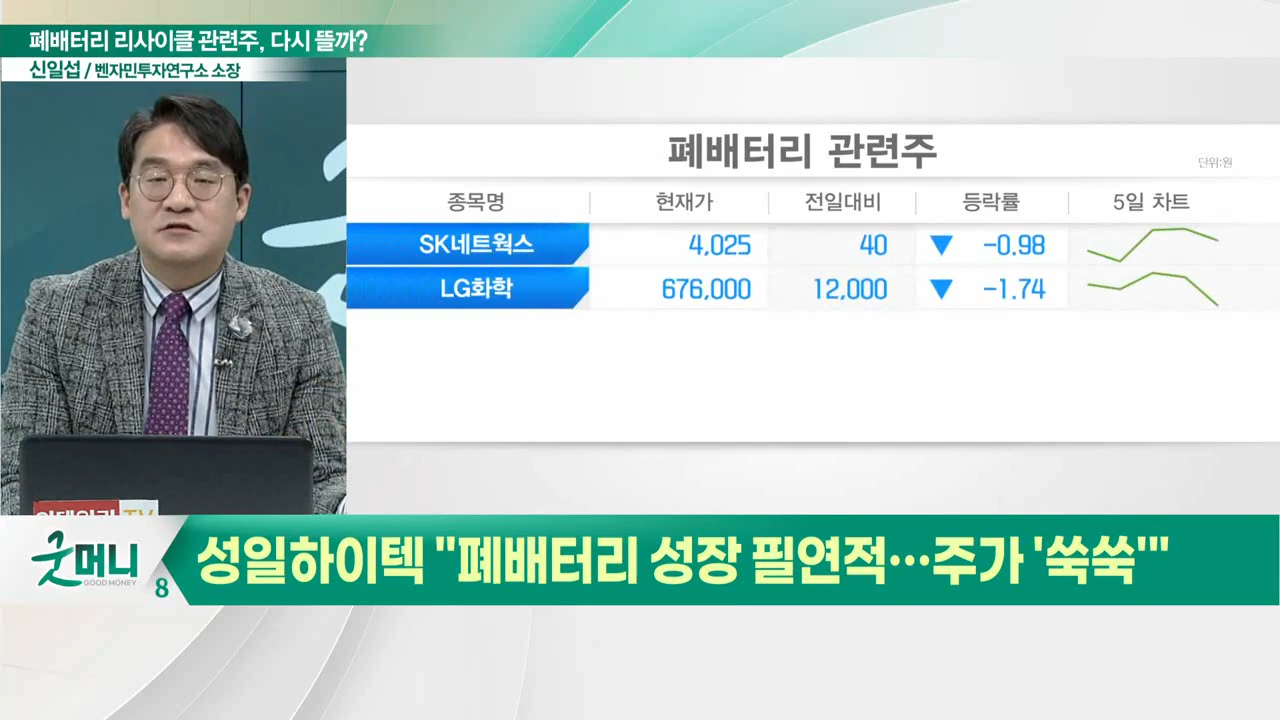 폐배터리 리사이클 관련주, 다시 뜰까?
신일섭 / 벤자민투자연구소 소장
폐배터리 관련주
단위:원
종목명 현재가 전일대비 등락률 5일 차트
SK네트웍스 4,025 40 ▼ -0.98
LG화학 676,000 12,000 ▼ -1.74
굿머니
GOOD MONEY
8
성일하이텍 "폐배터리 성장 필연적…주가 '쑥쑥'"